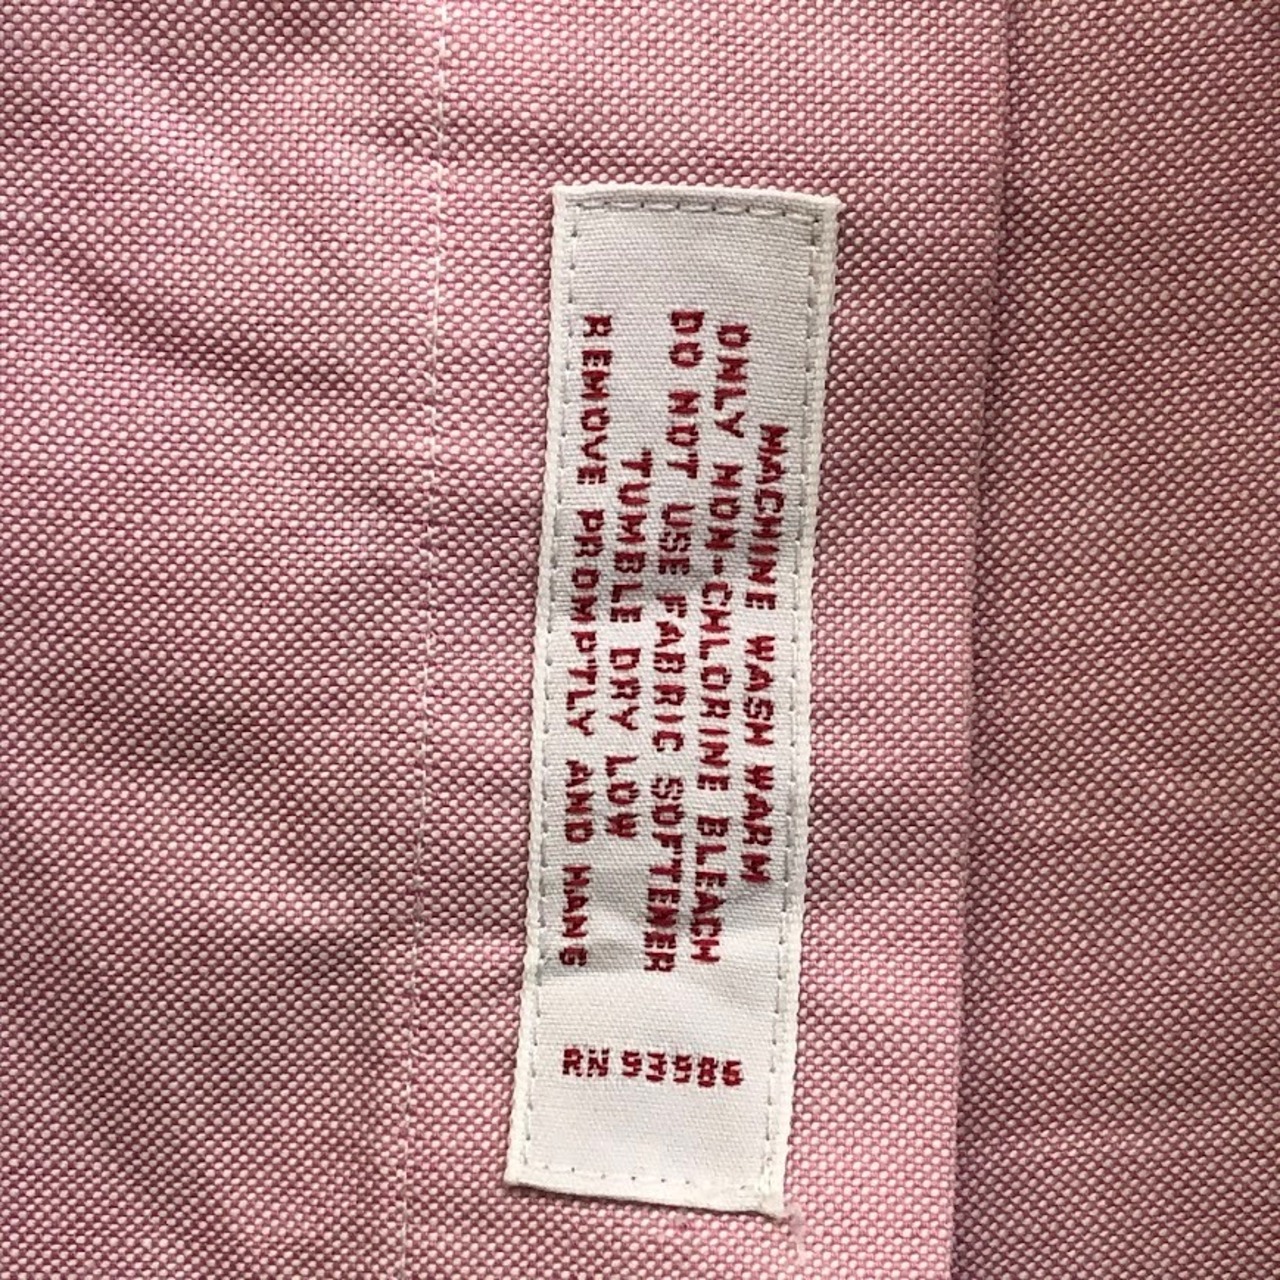 MACHINE WASH WARM
ONLY NON-CHLORINE BLEACH
DO NOT USE FABRIC SOFTENER
TUMBLE DRY LOW
REMOVE PROMPTLY AND HANG
RN 93986